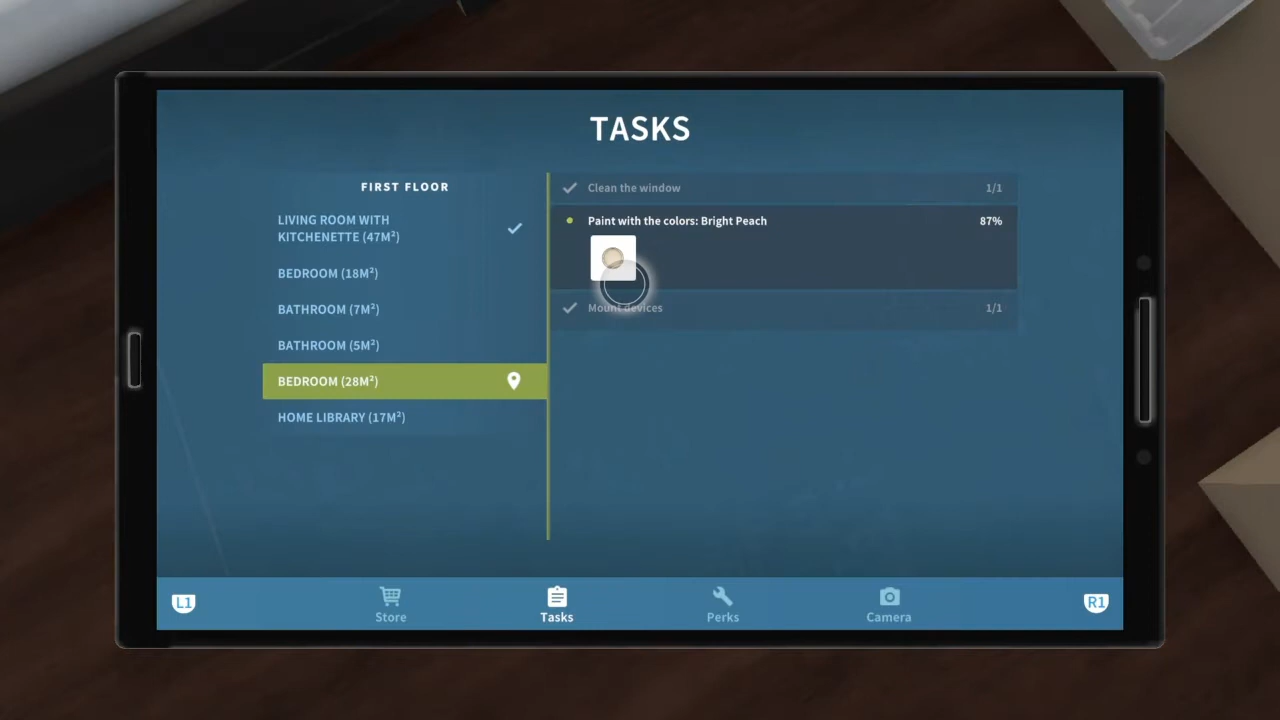 TASKS
FIRST FLOOR
LIVING ROOM WITH
KITCHENETTE (47M²)
BEDROOM (18M²)
BATHROOM (7M²)
BATHROOM (5M²)
BEDROOM (28M²)
HOME LIBRARY (17M²)
Clean the window 1/1
Paint with the colors: Bright Peach 87%
Mount devices 1/1
L1
Store
Tasks
Perks
Camera
R1